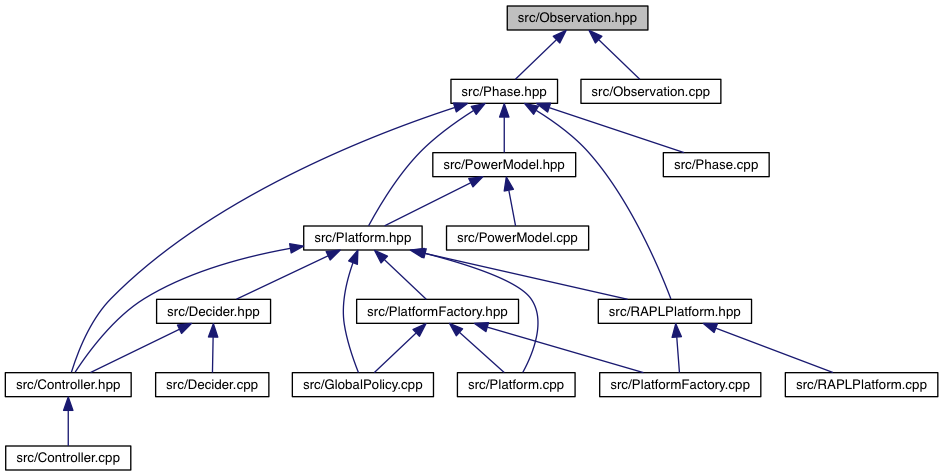 src/Observation.hpp
src/Phase.hpp
src/Observation.cpp
src/PowerModel.hpp
src/Phase.cpp
src/Platform.hpp
src/PowerModel.cpp
src/Decider.hpp
src/PlatformFactory.hpp
src/RAPLPlatform.hpp
src/Controller.hpp
src/Decider.cpp
src/GlobalPolicy.cpp
src/Platform.cpp
src/PlatformFactory.cpp
src/RAPLPlatform.cpp
src/Controller.cpp